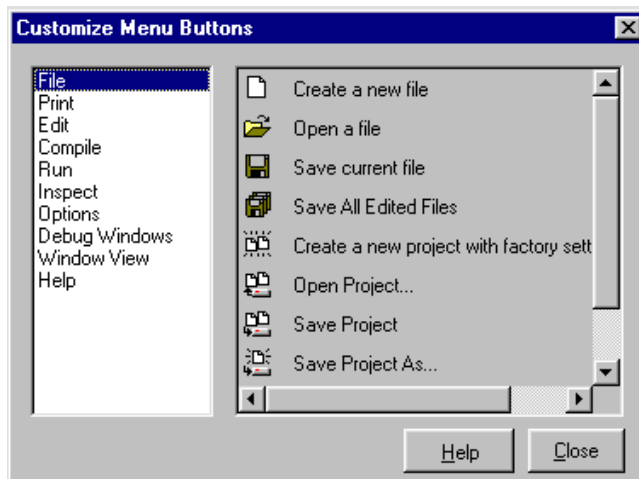 Customize Menu Buttons
File
Print
Edit
Compile
Run
Inspect
Options
Debug Windows
Window View
Help
Create a new file
Open a file
Save current file
Save All Edited Files
Create a new project with factory sett
Open Project...
Save Project
Save Project As...
Help
Close